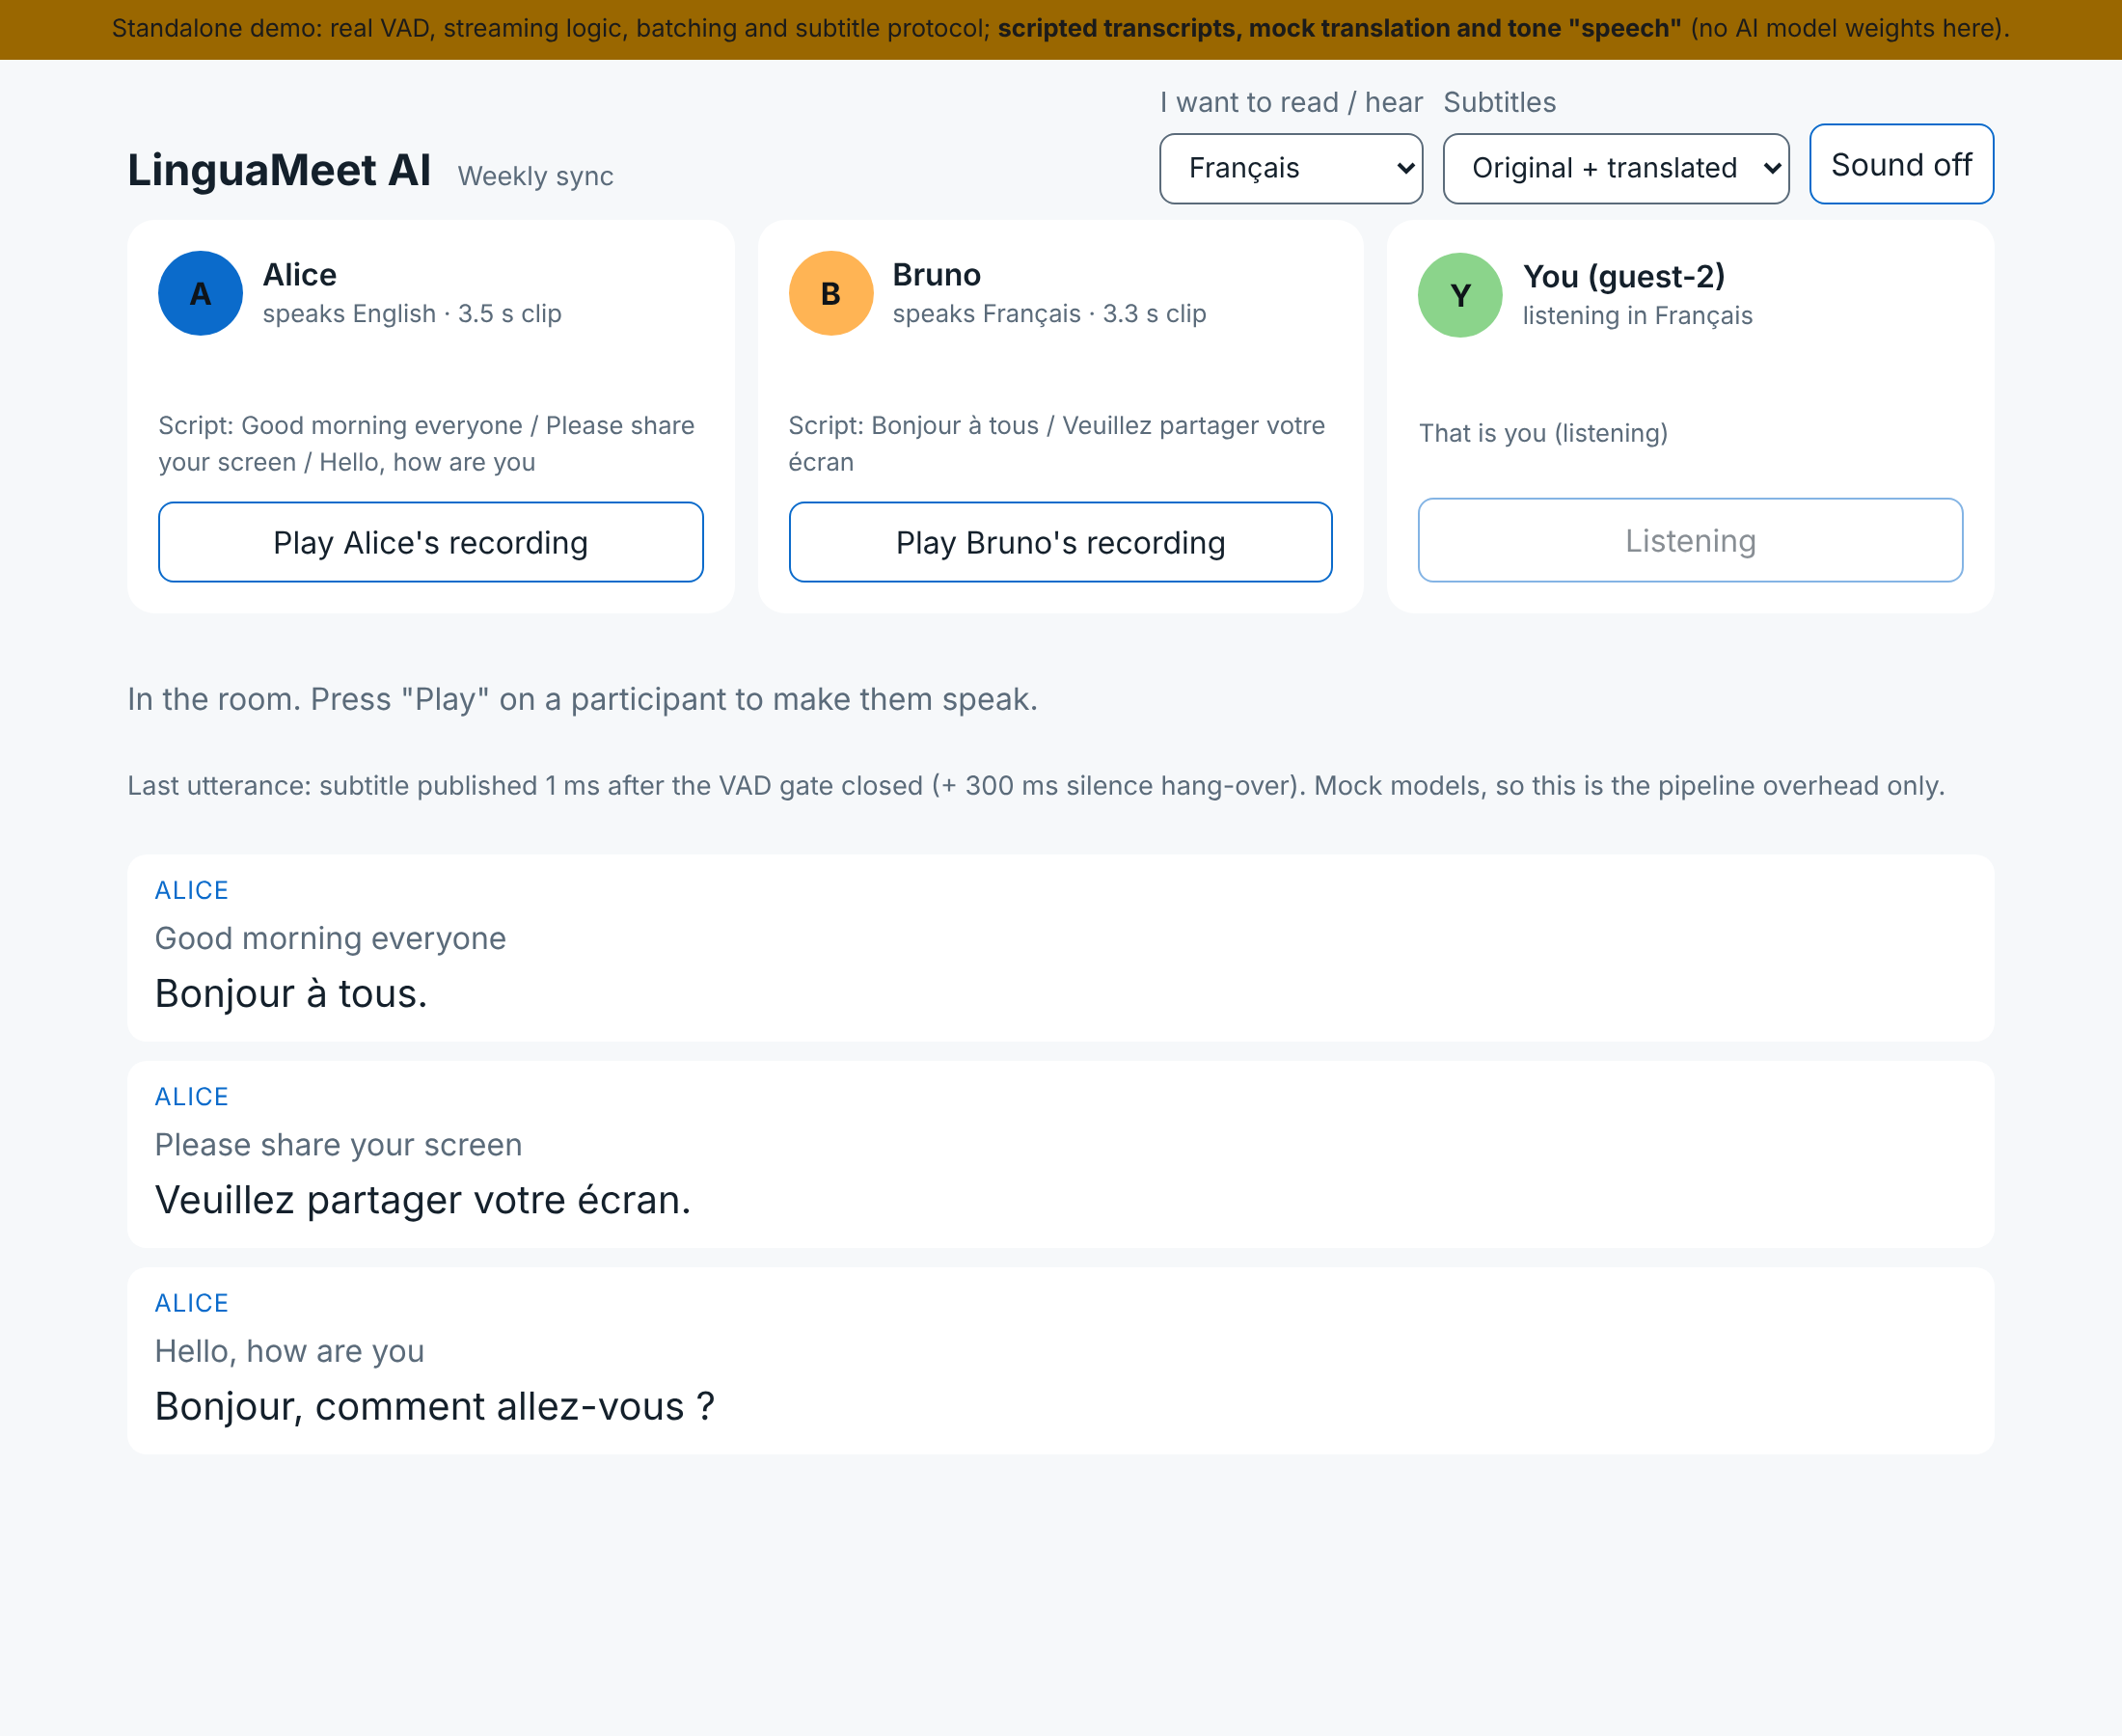 Standalone demo: real VAD, streaming logic, batching and subtitle protocol; scripted transcripts, mock translation and tone "speech" (no AI model weights here).
LinguaMeet AI Weekly sync
I want to read / hear
Français
Subtitles
Original + translated
Sound off
A
Alice
speaks English · 3.5 s clip
Script: Good morning everyone / Please share
your screen / Hello, how are you
Play Alice's recording
B
Bruno
speaks Français · 3.3 s clip
Script: Bonjour à tous / Veuillez partager votre
écran
Play Bruno's recording
Y
You (guest-2)
listening in Français
That is you (listening)
Listening
In the room. Press "Play" on a participant to make them speak.
Last utterance: subtitle published 1 ms after the VAD gate closed (+ 300 ms silence hang-over). Mock models, so this is the pipeline overhead only.
ALICE
Good morning everyone
Bonjour à tous.
ALICE
Please share your screen
Veuillez partager votre écran.
ALICE
Hello, how are you
Bonjour, comment allez-vous ?